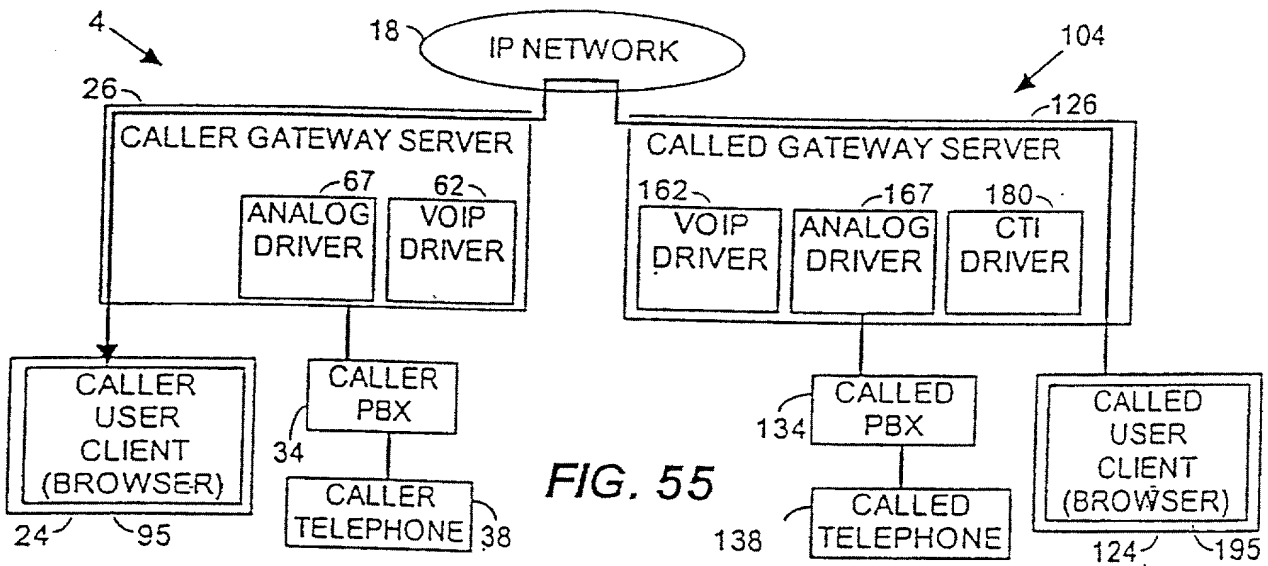 4
18
IP NETWORK
104
26
126
CALLER GATEWAY SERVER
CALLED GATEWAY SERVER
67
62
162
167
180
ANALOG
DRIVER
VOIP
DRIVER
VOIP
DRIVER
ANALOG
DRIVER
CTI
DRIVER
CALLER
USER
CLIENT
(BROWSER)
24
95
CALLER
PBX
34
CALLER
TELEPHONE
38
FIG. 55
CALLED
PBX
134
CALLED
TELEPHONE
138
CALLED
USER
CLIENT
(BROWSER)
124
195